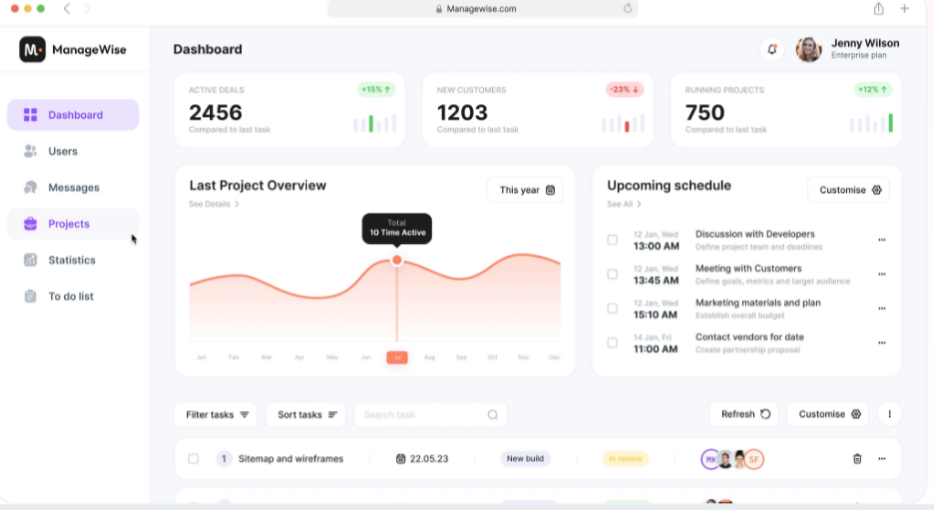 Managewise.com
M.
ManageWise
Dashboard
Jenny Wilson
Enterprise plan
Dashboard
Users
Messages
Projects
Statistics
To do list
ACTIVE DEALS
+15% ↑
2456
Compared to last task
NEW CUSTOMERS
-23% ↓
1203
Compared to last task
RUNNING PROJECTS
+12% ↑
750
Compared to last task
Last Project Overview
This year
See Details >
Total
10 Time Active
Jan Feb Mar Apr May Jun Jul Aug Sep Oct Nov Dec
Upcoming schedule
Customise
See All >
12 Jan, Wed
13:00 AM
Discussion with Developers
Define project team and deadlines
12 Jan, Wed
13:45 AM
Meeting with Customers
Define goals, metrics and target audience
12 Jan, Wed
15:10 AM
Marketing materials and plan
Establish overall budget
14 Jan, Fri
11:00 AM
Contact vendors for date
Create partnership proposal
Filter tasks
Sort tasks
Search task
Refresh
Customise
1 Sitemap and wireframes 22.05.23 New build In review MK SF